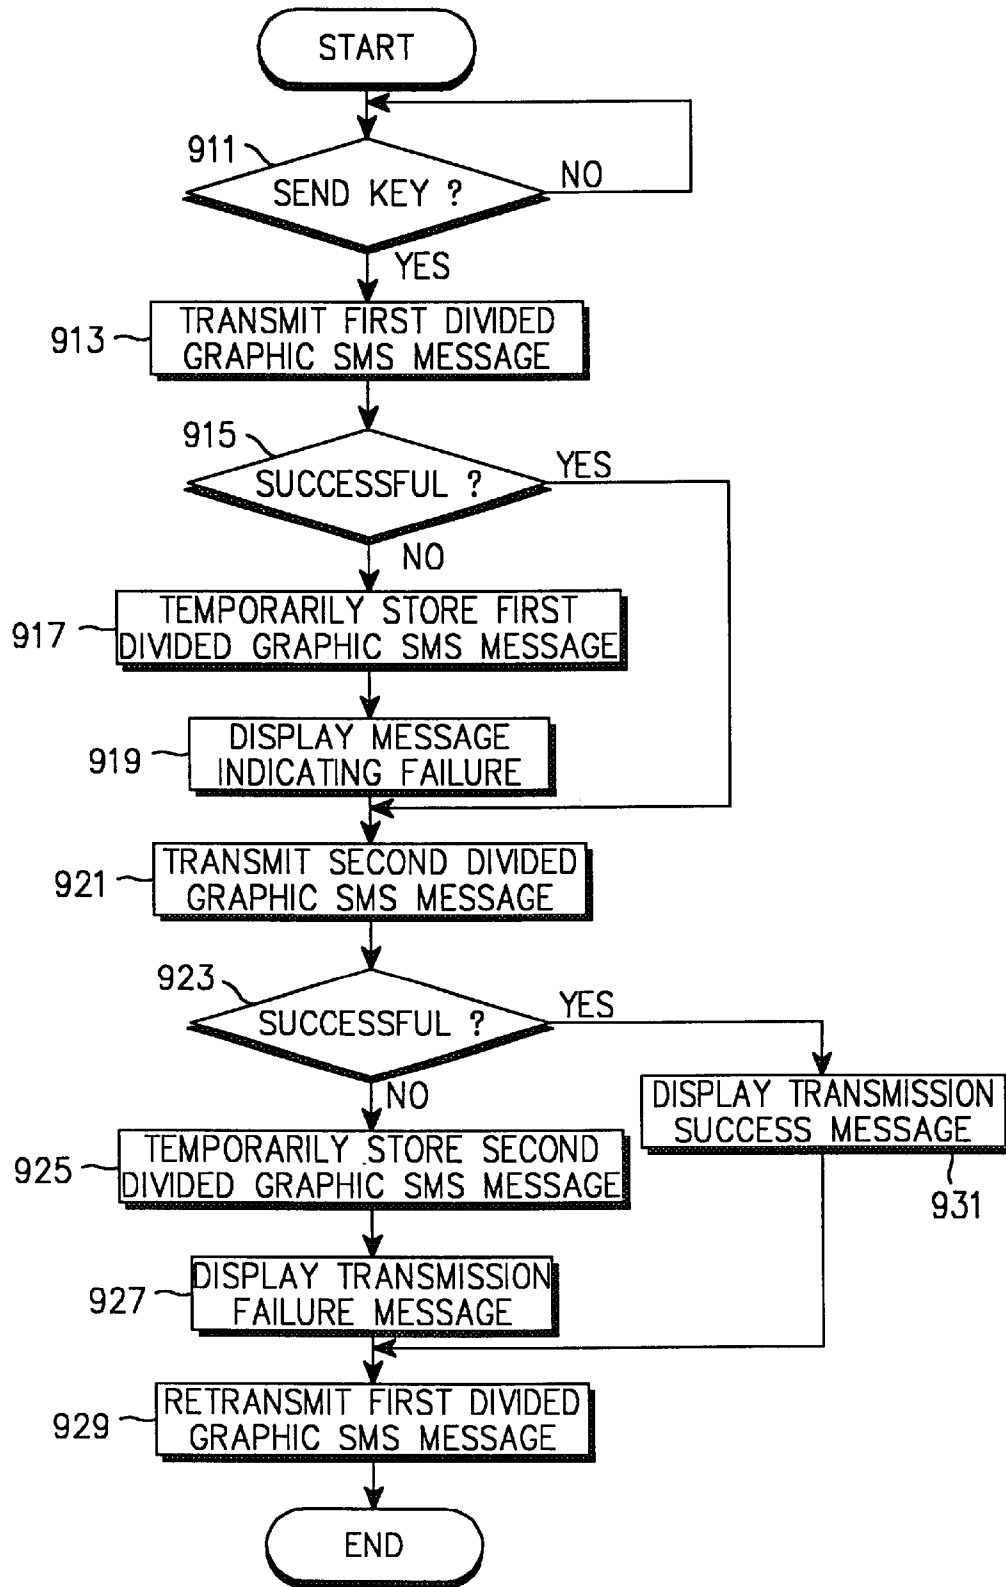 START
911
SEND KEY ?
NO
YES
913
TRANSMIT FIRST DIVIDED
GRAPHIC SMS MESSAGE
915
SUCCESSFUL ?
YES
NO
917
TEMPORARILY STORE FIRST
DIVIDED GRAPHIC SMS MESSAGE
919
DISPLAY MESSAGE
INDICATING FAILURE
921
TRANSMIT SECOND DIVIDED
GRAPHIC SMS MESSAGE
923
SUCCESSFUL ?
YES
NO
DISPLAY TRANSMISSION
SUCCESS MESSAGE
931
925
TEMPORARILY STORE SECOND
DIVIDED GRAPHIC SMS MESSAGE
927
DISPLAY TRANSMISSION
FAILURE MESSAGE
929
RETRANSMIT FIRST DIVIDED
GRAPHIC SMS MESSAGE
END